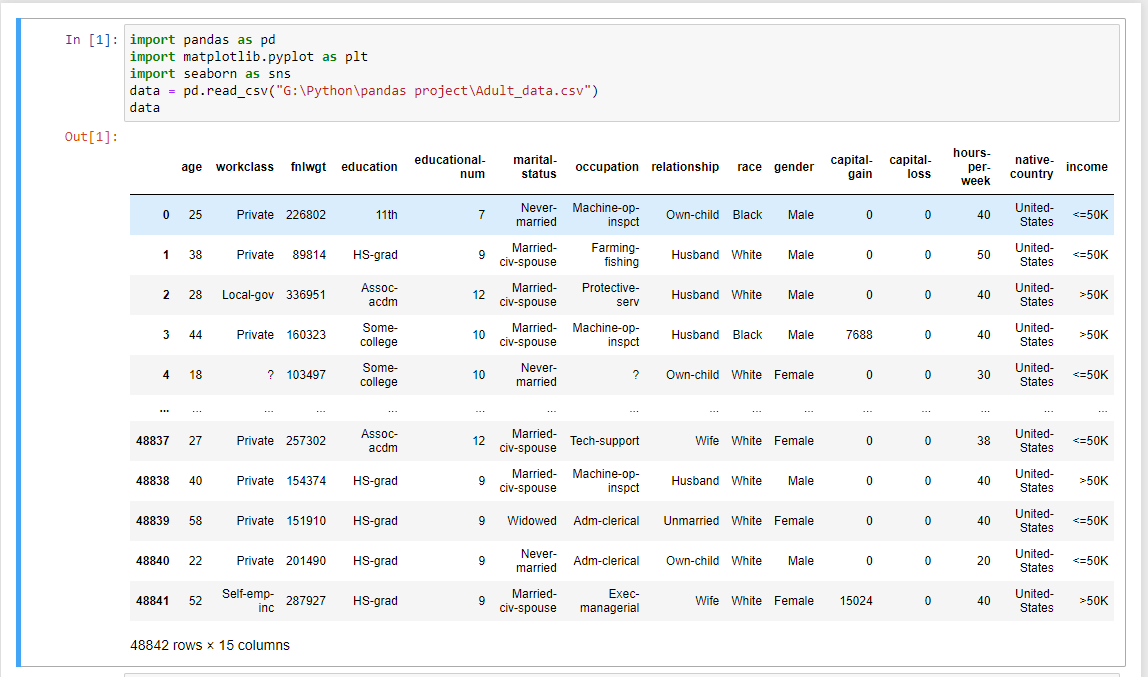 In [1]: import pandas as pd
import matplotlib.pyplot as plt
import seaborn as sns
data = pd.read_csv("G:\Python\pandas project\Adult_data.csv")
data
Out[1]:
age workclass fnlwgt education educational-num marital-status occupation relationship race gender capital-gain capital-loss hours-per-week native-country income
0 25 Private 226802 11th 7 Never-married Machine-op-inspct Own-child Black Male 0 0 40 United-States <=50K
1 38 Private 89814 HS-grad 9 Married-civ-spouse Farming-fishing Husband White Male 0 0 50 United-States <=50K
2 28 Local-gov 336951 Assoc-acdm 12 Married-civ-spouse Protective-serv Husband White Male 0 0 40 United-States >50K
3 44 Private 160323 Some-college 10 Married-civ-spouse Machine-op-inspct Husband Black Male 7688 0 40 United-States >50K
4 18 ? 103497 Some-college 10 Never-married ? Own-child White Female 0 0 30 United-States <=50K
... ... ... ... ... ... ... ... ... ... ... ... ... ... ... ...
48837 27 Private 257302 Assoc-acdm 12 Married-civ-spouse Tech-support Wife White Female 0 0 38 United-States <=50K
48838 40 Private 154374 HS-grad 9 Married-civ-spouse Machine-op-inspct Husband White Male 0 0 40 United-States >50K
48839 58 Private 151910 HS-grad 9 Widowed Adm-clerical Unmarried White Female 0 0 40 United-States <=50K
48840 22 Private 201490 HS-grad 9 Never-married Adm-clerical Own-child White Male 0 0 20 United-States <=50K
48841 52 Self-emp-inc 287927 HS-grad 9 Married-civ-spouse Exec-managerial Wife White Female 15024 0 40 United-States >50K
48842 rows × 15 columns